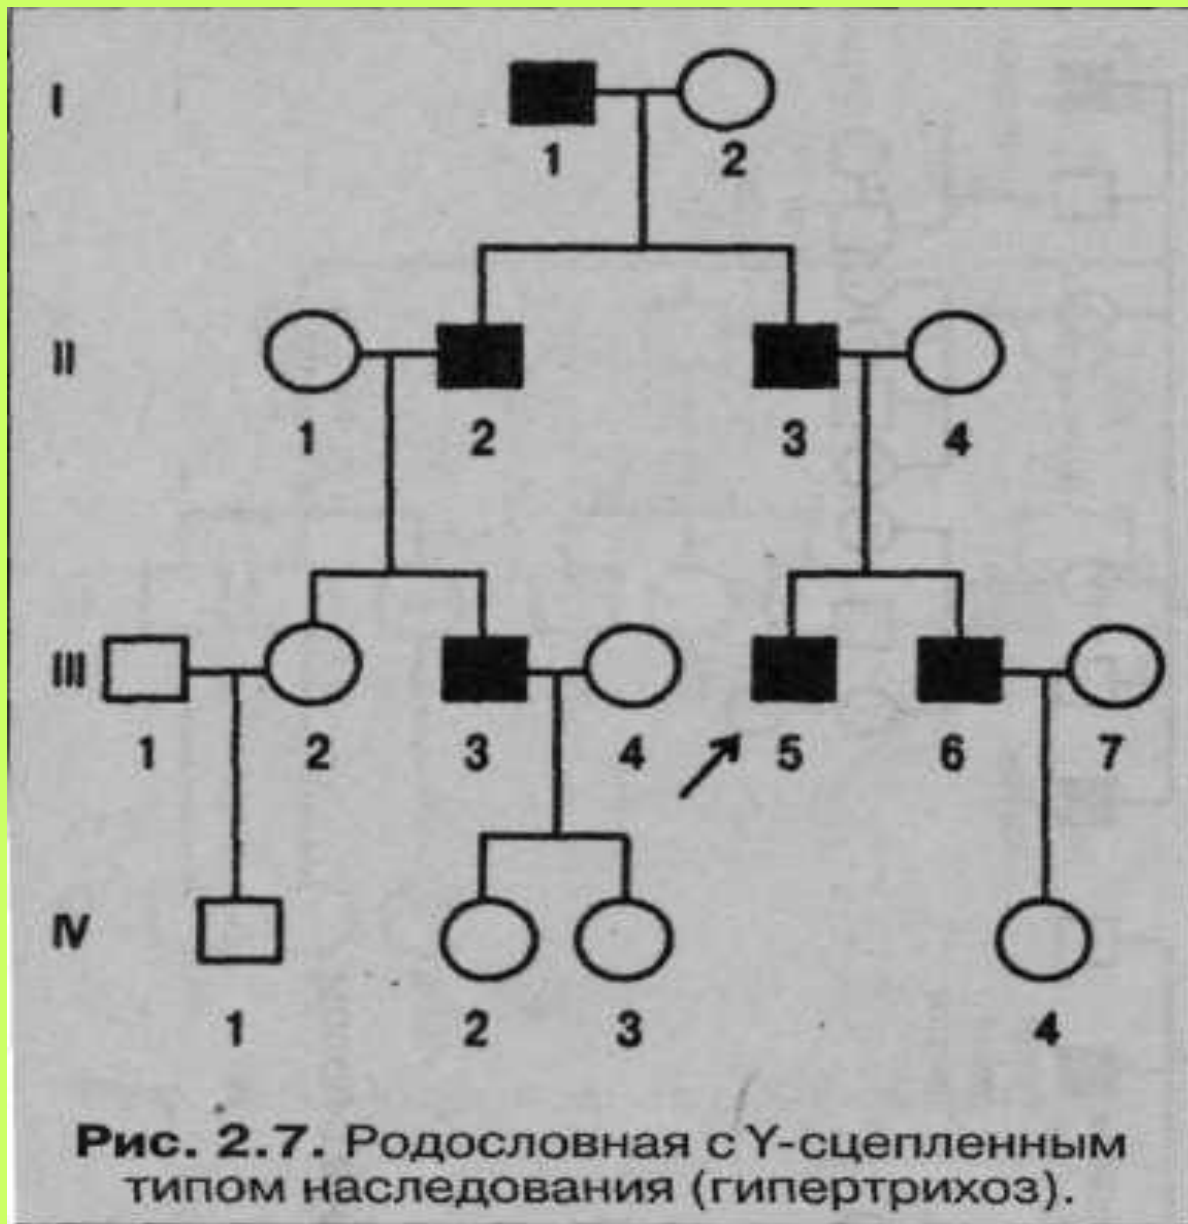 I
1 2
II
1 2 3 4
III
1 2 3 4 5 6 7
IV
1 2 3 4
Рис. 2.7. Родословная с Y-сцепленным
типом наследования (гипертрихоз).